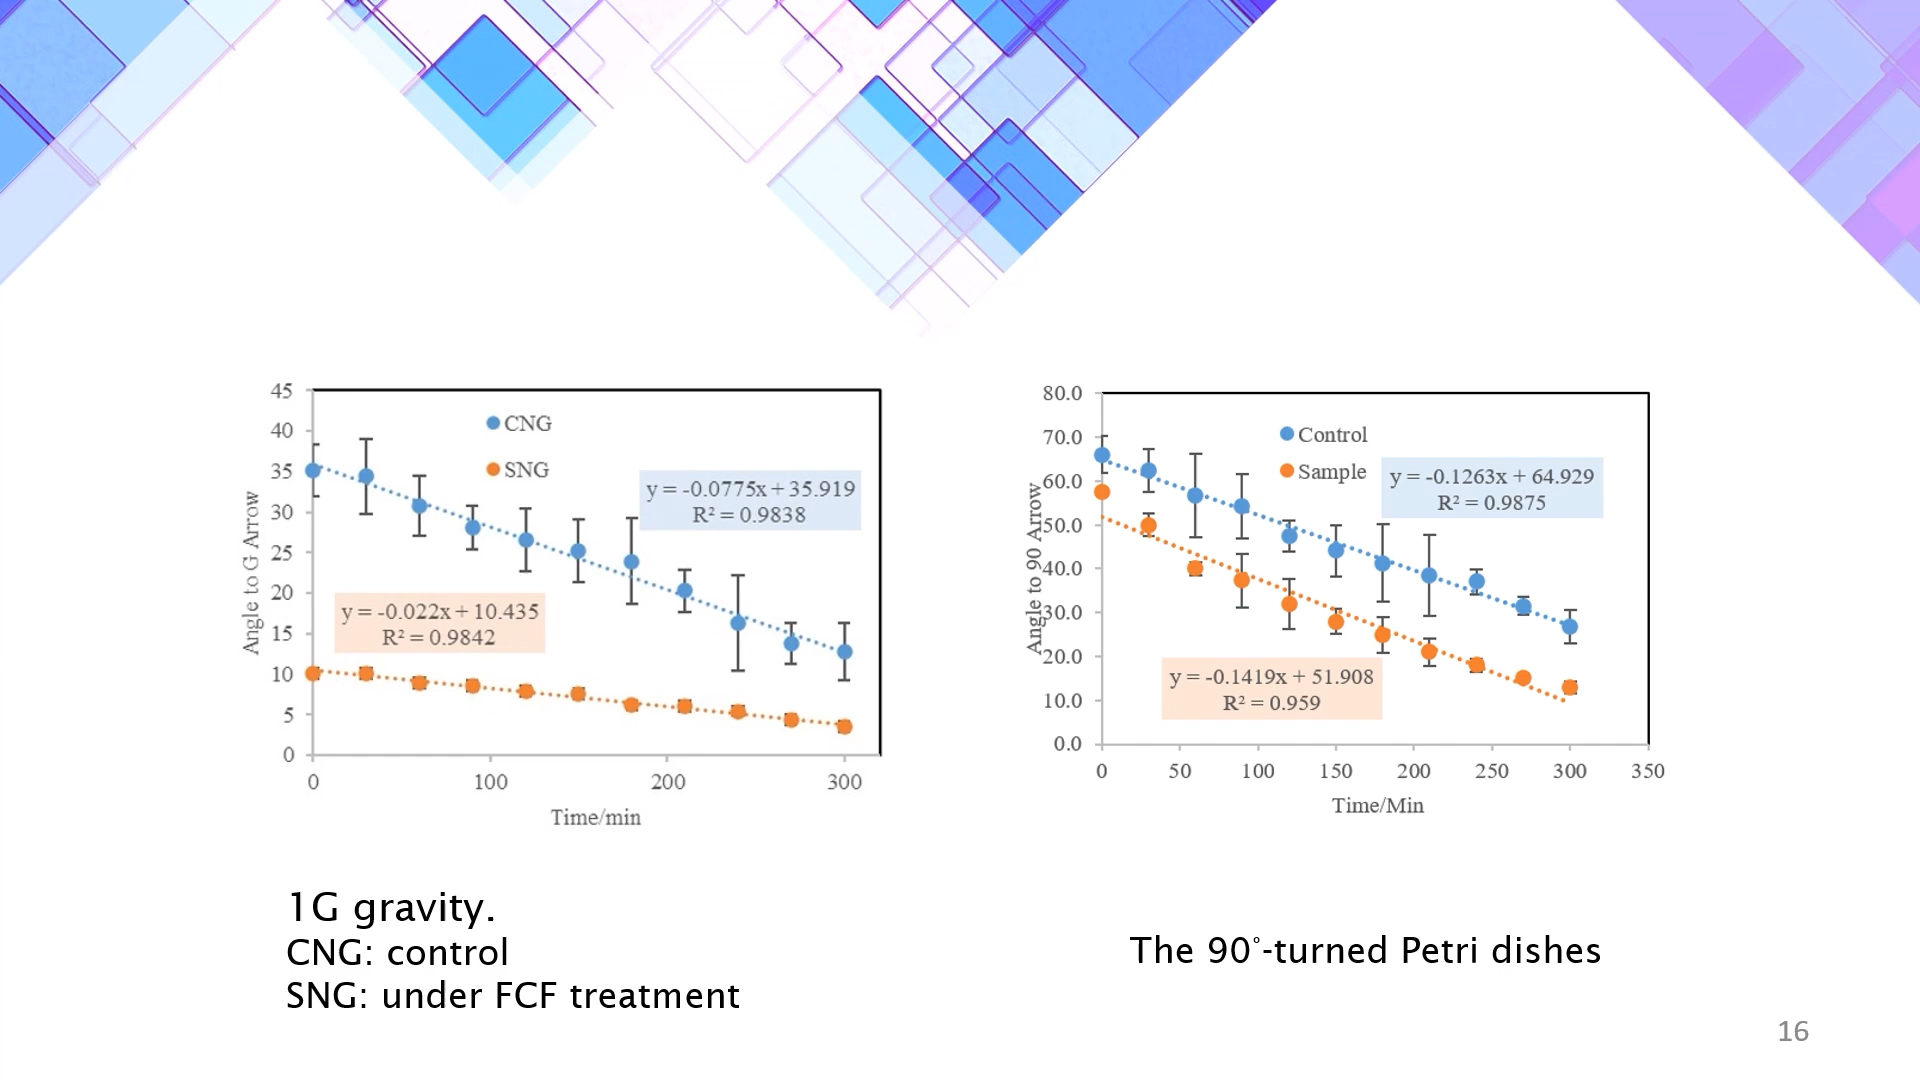 45
40
35
30
25
20
15
10
5
0
Angle to G Arrow
CNG
SNG
y = -0.0775x + 35.919
R² = 0.9838
y = -0.022x + 10.435
R² = 0.9842
0 100 200 300
Time/min
80.0
70.0
60.0
50.0
40.0
30.0
20.0
10.0
0.0
Angle to 90 Arrow
Control
Sample
y = -0.1263x + 64.929
R² = 0.9875
y = -0.1419x + 51.908
R² = 0.959
0 50 100 150 200 250 300 350
Time/Min
1G gravity.
CNG: control
SNG: under FCF treatment
The 90°-turned Petri dishes
16